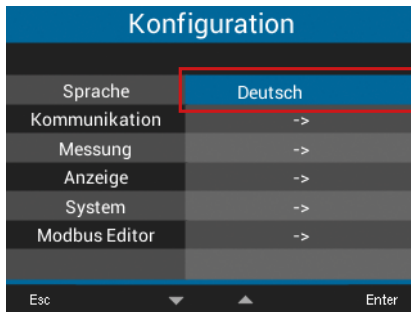 Konfiguration
Sprache Deutsch
Kommunikation ->
Messung ->
Anzeige ->
System ->
Modbus Editor ->
Esc Enter